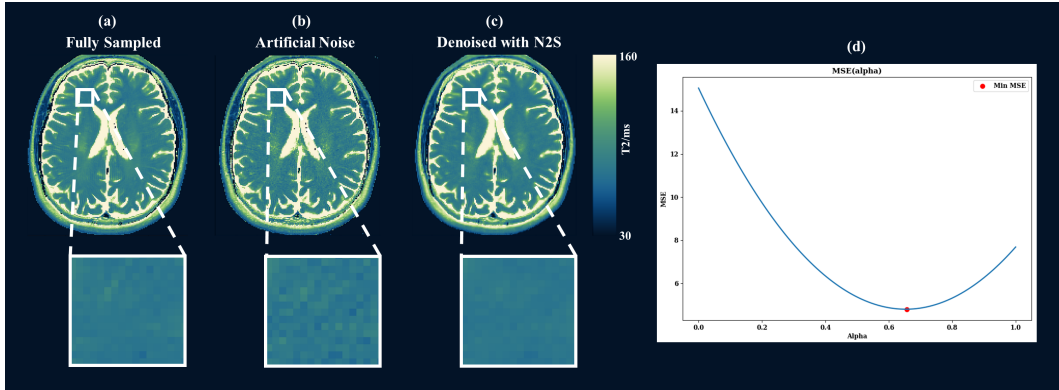 (a)
Fully Sampled
(b)
Artificial Noise
(c)
Denoised with N2S
160
T2/ms
30
(d)
MSE(alpha)
Min MSE
MSE
14
12
10
8
6
4
0.0 0.2 0.4 0.6 0.8 1.0
Alpha